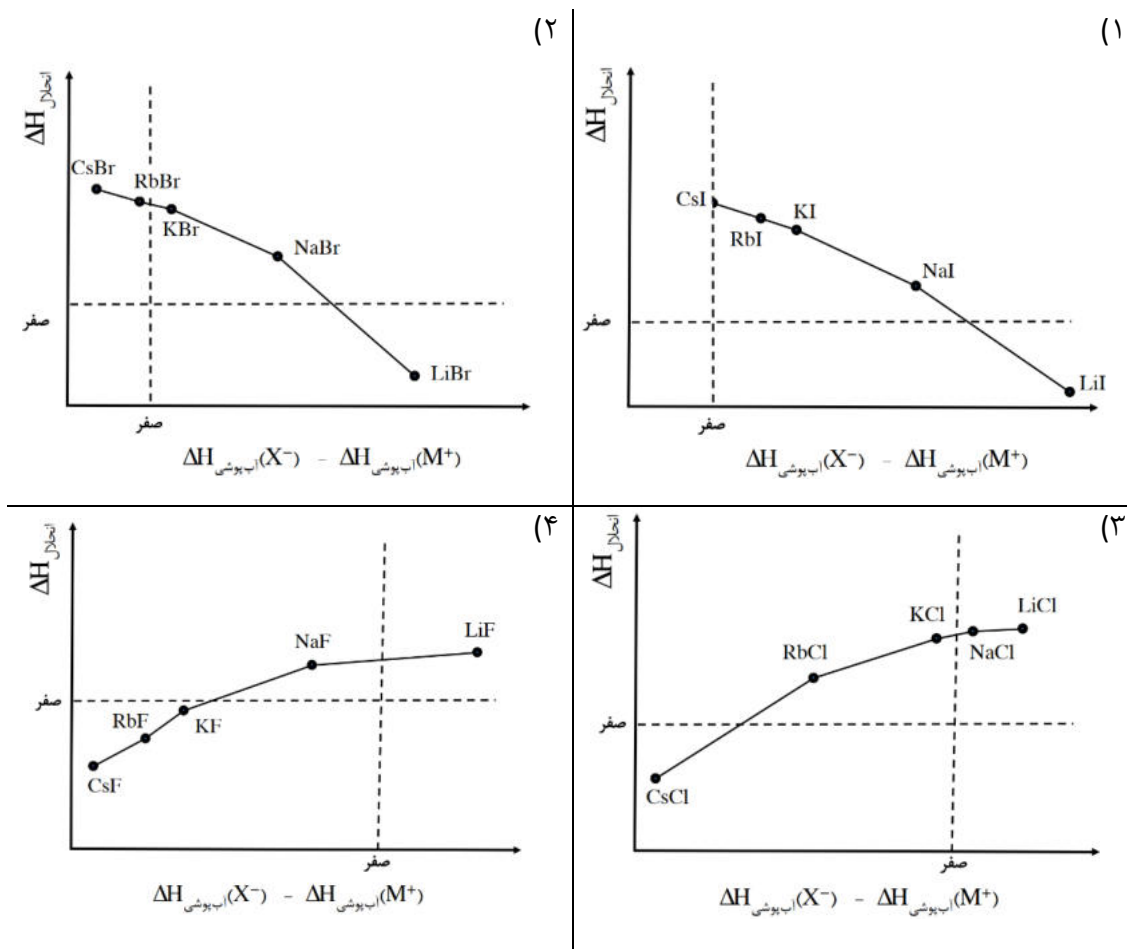 ۱)
ΔH انحلال
CsI
RbI
KI
NaI
LiI
صفر
صفر
ΔH آب‌پوشی (X⁻) – ΔH آب‌پوشی (M⁺)
۲)
ΔH انحلال
CsBr
RbBr
KBr
NaBr
LiBr
صفر
صفر
ΔH آب‌پوشی (X⁻) – ΔH آب‌پوشی (M⁺)
۳)
ΔH انحلال
CsCl
RbCl
KCl
NaCl
LiCl
صفر
صفر
ΔH آب‌پوشی (X⁻) – ΔH آب‌پوشی (M⁺)
۴)
ΔH انحلال
CsF
RbF
KF
NaF
LiF
صفر
صفر
ΔH آب‌پوشی (X⁻) – ΔH آب‌پوشی (M⁺)